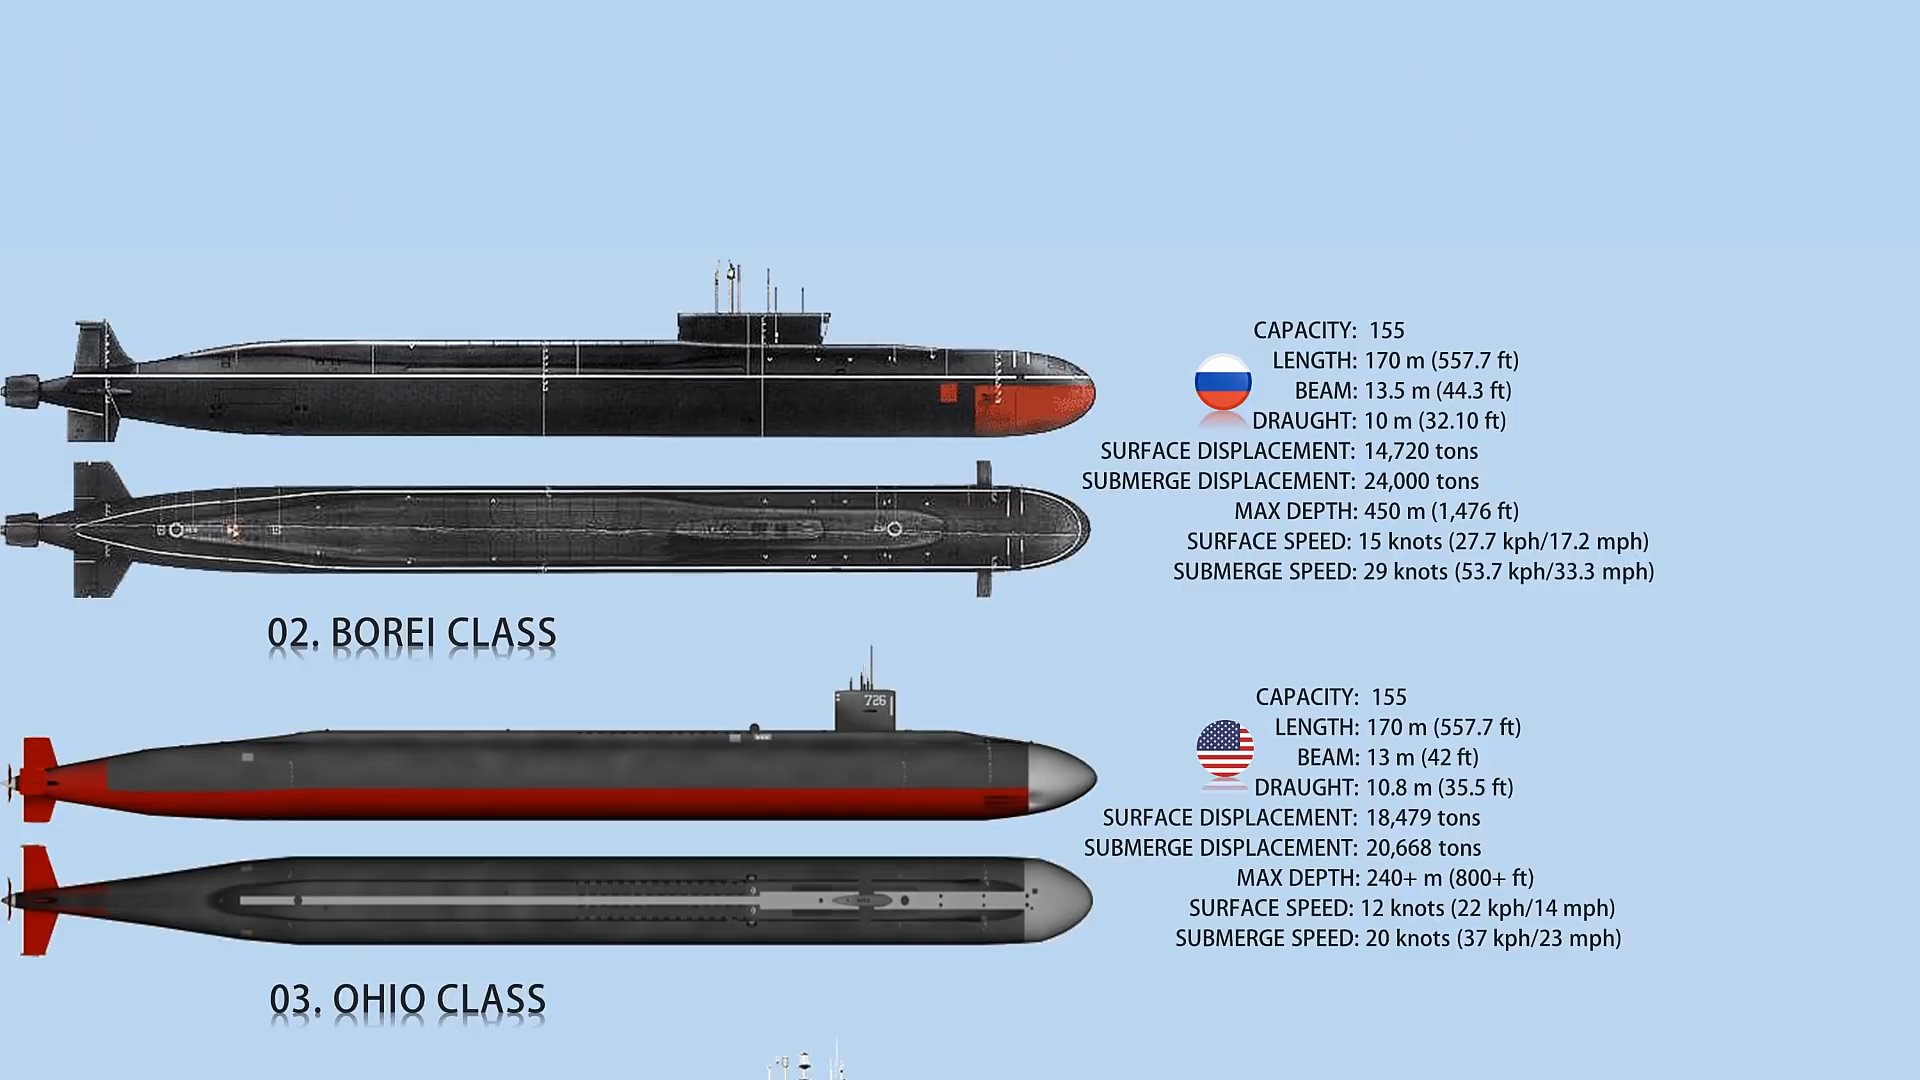 CAPACITY: 155
LENGTH: 170 m (557.7 ft)
BEAM: 13.5 m (44.3 ft)
DRAUGHT: 10 m (32.10 ft)
SURFACE DISPLACEMENT: 14,720 tons
SUBMERGE DISPLACEMENT: 24,000 tons
MAX DEPTH: 450 m (1,476 ft)
SURFACE SPEED: 15 knots (27.7 kph/17.2 mph)
SUBMERGE SPEED: 29 knots (53.7 kph/33.3 mph)
02. BOREI CLASS
726
CAPACITY: 155
LENGTH: 170 m (557.7 ft)
BEAM: 13 m (42 ft)
DRAUGHT: 10.8 m (35.5 ft)
SURFACE DISPLACEMENT: 18,479 tons
SUBMERGE DISPLACEMENT: 20,668 tons
MAX DEPTH: 240+ m (800+ ft)
SURFACE SPEED: 12 knots (22 kph/14 mph)
SUBMERGE SPEED: 20 knots (37 kph/23 mph)
03. OHIO CLASS